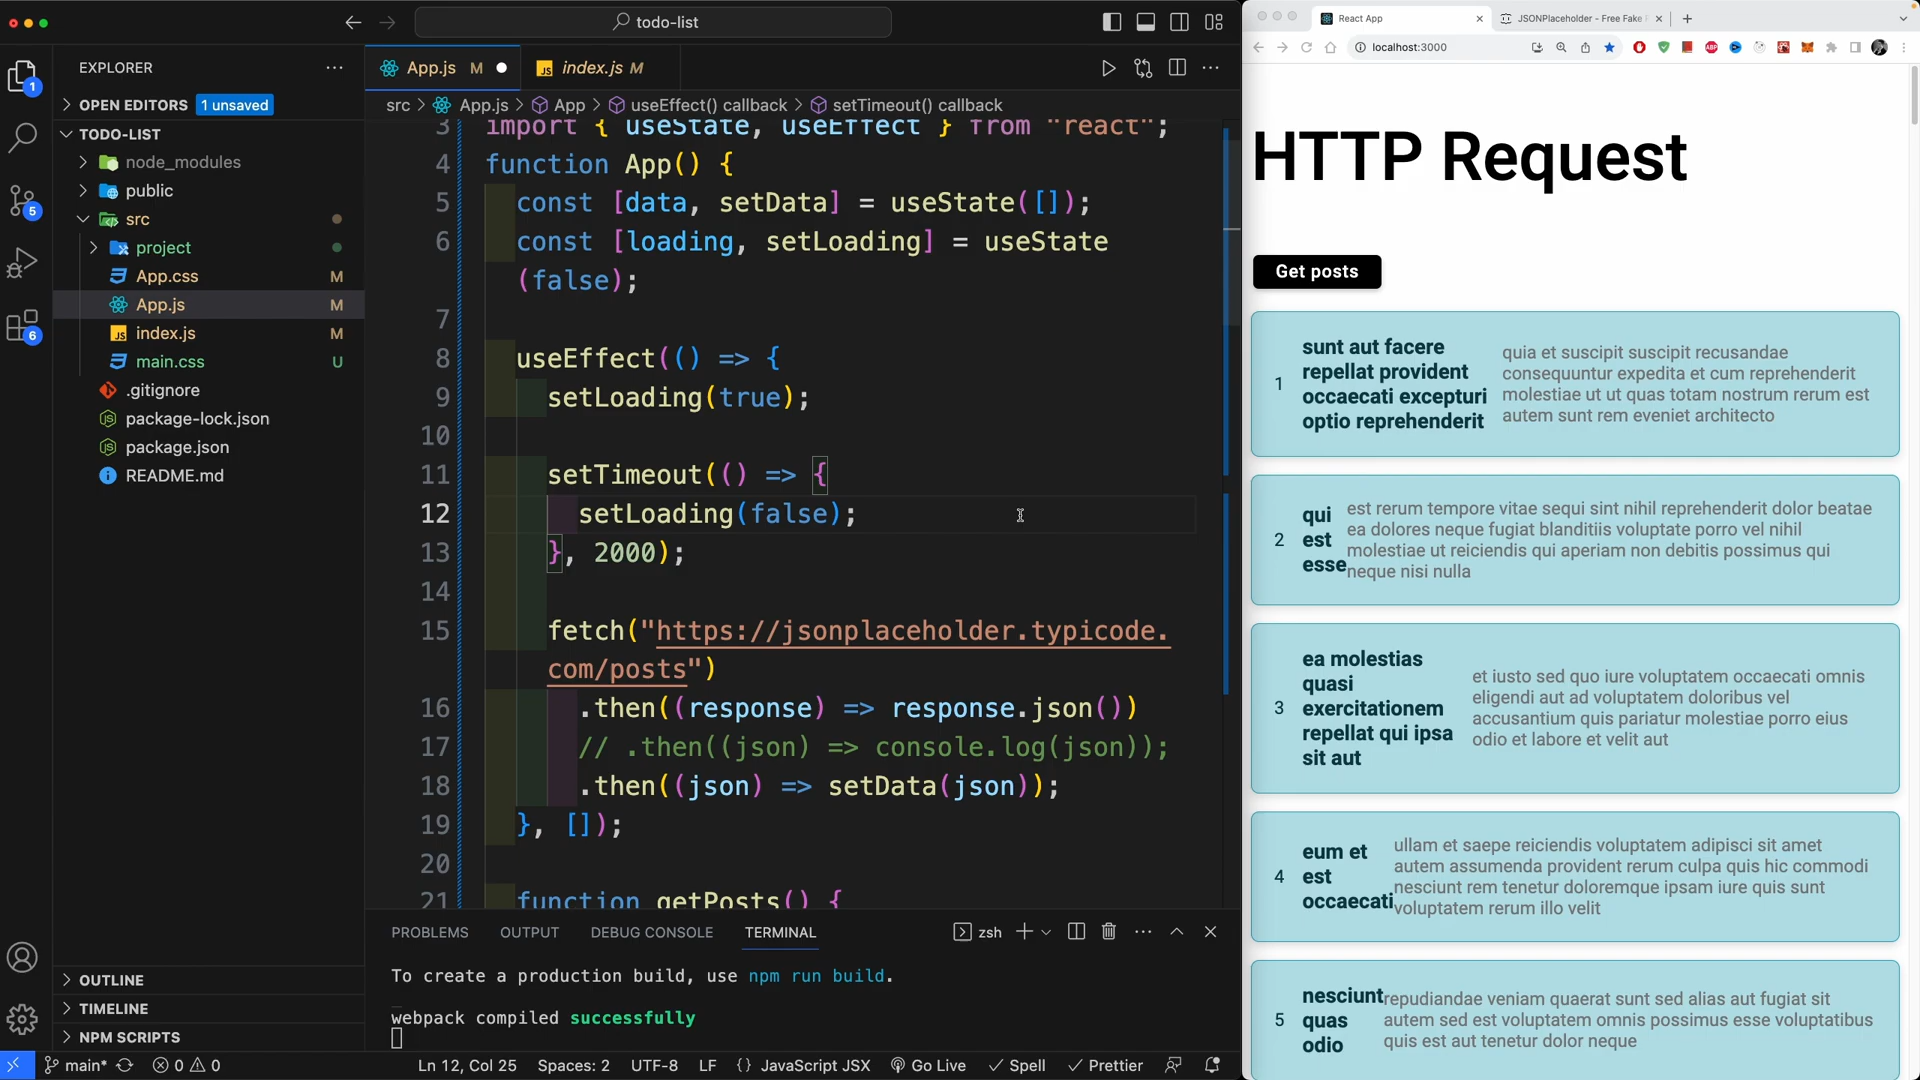 todo-list
EXPLORER
OPEN EDITORS 1 unsaved
TODO-LIST
node_modules
public
src
project
App.css M
App.js M
index.js M
main.css U
.gitignore
package-lock.json
package.json
README.md
OUTLINE
TIMELINE
NPM SCRIPTS
1
5
6
App.js M
index.js M
src > App.js > App > useEffect() callback > setTimeout() callback
3 import { useState, useEffect } from "react";
4 function App() {
5 const [data, setData] = useState([]);
6 const [loading, setLoading] = useState
(false);
7
8 useEffect(() => {
9 setLoading(true);
10
11 setTimeout(() => {
12 setLoading(false);
13 }, 2000);
14
15 fetch("https://jsonplaceholder.typicode.
com/posts")
16 .then((response) => response.json())
17 // .then((json) => console.log(json));
18 .then((json) => setData(json));
19 }, []);
20
21 function getPosts() {
PROBLEMS OUTPUT DEBUG CONSOLE TERMINAL zsh
To create a production build, use npm run build.
webpack compiled successfully
main* 0 0 Ln 12, Col 25 Spaces: 2 UTF-8 LF {} JavaScript JSX Go Live Spell Prettier
React App
JSONPlaceholder - Free Fake
localhost:3000
ABP
HTTP Request
Get posts
1
sunt aut facere
repellat provident
occaecati excepturi
optio reprehenderit
quia et suscipit suscipit recusandae
consequuntur expedita et cum reprehenderit
molestiae ut ut quas totam nostrum rerum est
autem sunt rem eveniet architecto
2
qui
est
esse
est rerum tempore vitae sequi sint nihil reprehenderit dolor beatae
ea dolores neque fugiat blanditiis voluptate porro vel nihil
molestiae ut reiciendis qui aperiam non debitis possimus qui
neque nisi nulla
3
ea molestias
quasi
exercitationem
repellat qui ipsa
sit aut
et iusto sed quo iure voluptatem occaecati omnis
eligendi aut ad voluptatem doloribus vel
accusantium quis pariatur molestiae porro eius
odio et labore et velit aut
4
eum et
est
occaecati
ullam et saepe reiciendis voluptatem adipisci sit amet
autem assumenda provident rerum culpa quis hic commodi
nesciunt rem tenetur doloremque ipsam iure quis sunt
voluptatem rerum illo velit
5
nesciunt
quas
odio
repudiandae veniam quaerat sunt sed alias aut fugiat sit
autem sed est voluptatem omnis possimus esse voluptatibus
quis est aut tenetur dolor neque